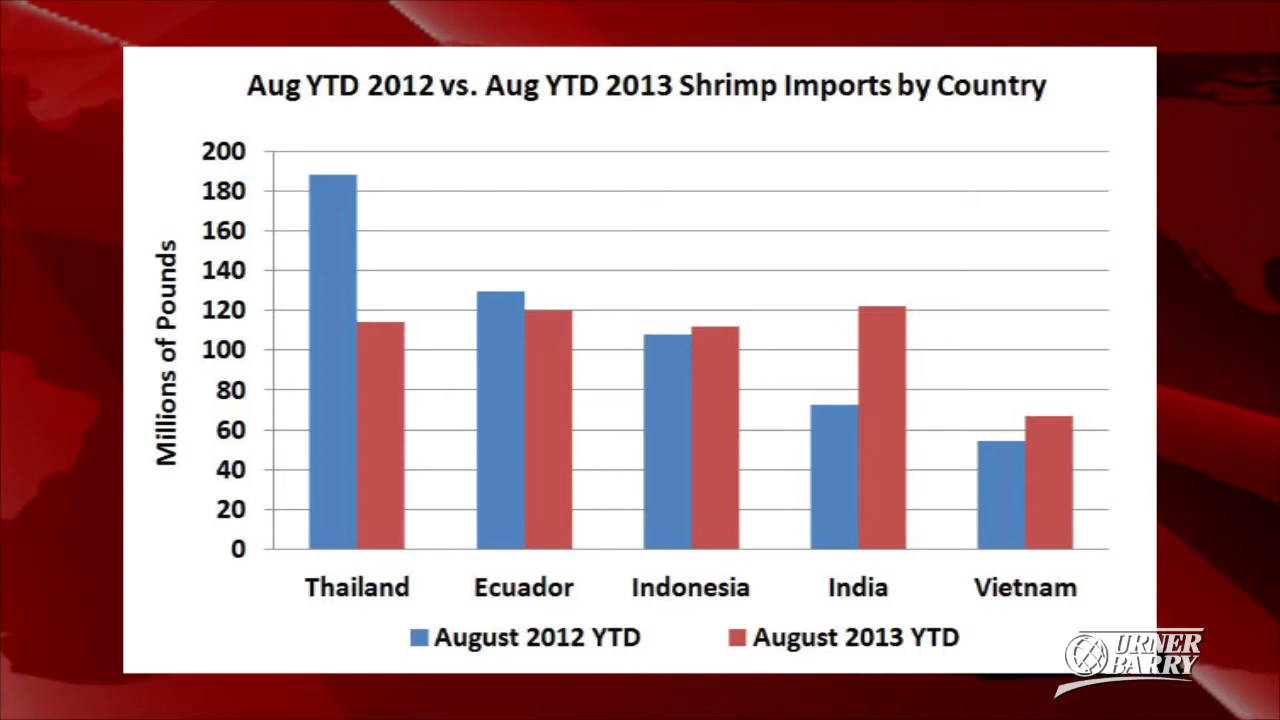 Aug YTD 2012 vs. Aug YTD 2013 Shrimp Imports by Country
Millions of Pounds
200
180
160
140
120
100
80
60
40
20
0
Thailand Ecuador Indonesia India Vietnam
August 2012 YTD August 2013 YTD
URNER
BARRY